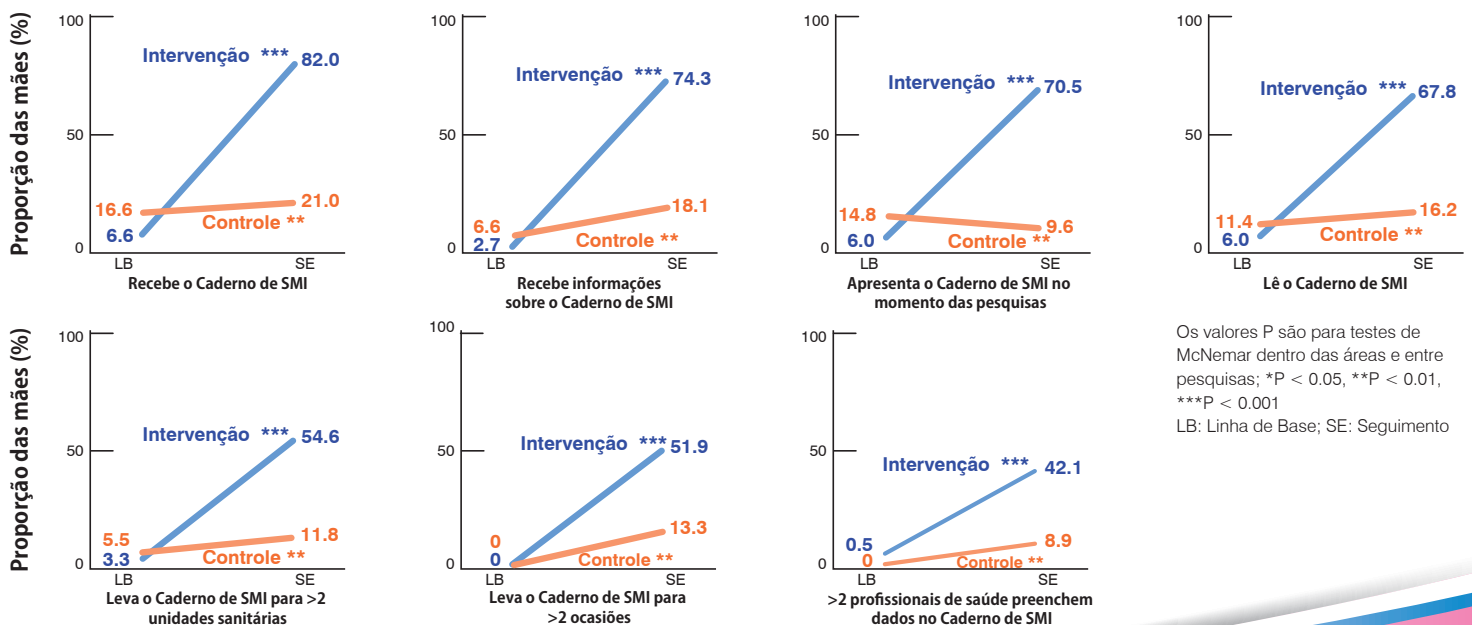 Proporção das mães (%)
100
50
0
Intervenção *** 82.0
16.6
21.0
Controle **
6.6
LB SE
Recebe o Caderno de SMI
100
50
0
Intervenção *** 74.3
6.6
18.1
Controle **
2.7
LB SE
Recebe informações
sobre o Caderno de SMI
100
50
0
Intervenção *** 70.5
14.8
9.6
Controle **
6.0
LB SE
Apresenta o Caderno de SMI no
momento das pesquisas
100
50
0
Intervenção *** 67.8
11.4
16.2
Controle **
6.0
LB SE
Lê o Caderno de SMI
Proporção das mães (%)
100
50
0
Intervenção *** 54.6
5.5
11.8
Controle **
3.3
LB SE
Leva o Caderno de SMI para >2
unidades sanitárias
100
50
0
Intervenção *** 51.9
0
13.3
Controle **
0
LB SE
Leva o Caderno de SMI para
>2 ocasiões
100
50
0
Intervenção *** 42.1
0.5
8.9
Controle **
0
LB SE
>2 profissionais de saúde preenchem
dados no Caderno de SMI
Os valores P são para testes de
McNemar dentro das áreas e entre
pesquisas; *P < 0.05, **P < 0.01,
***P < 0.001
LB: Linha de Base; SE: Seguimento